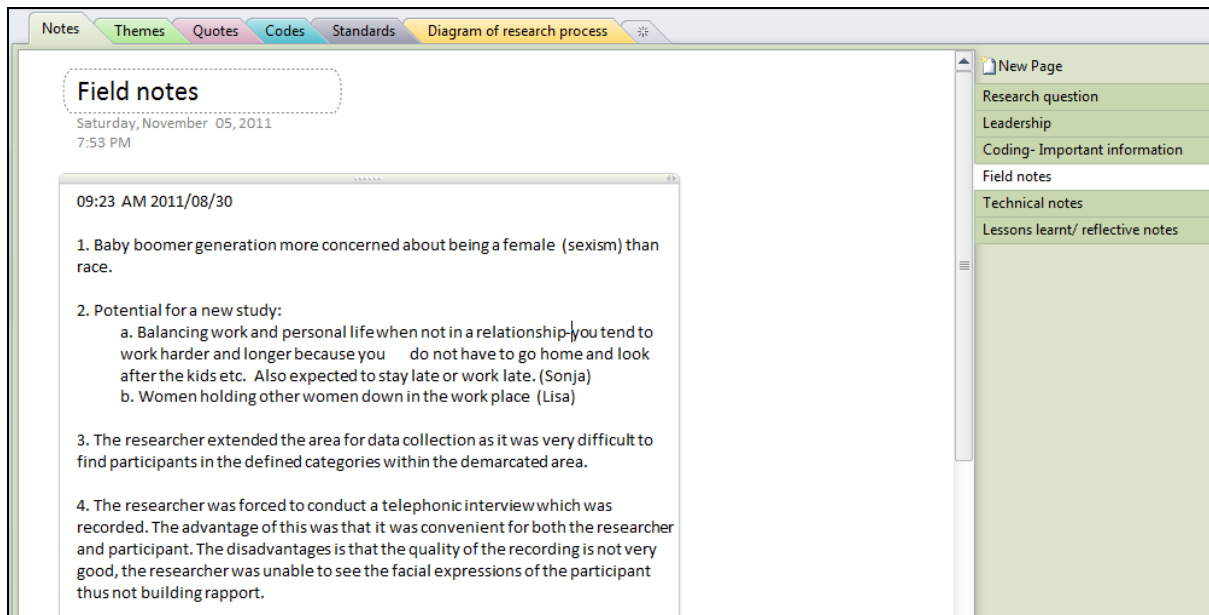 Notes
Themes
Quotes
Codes
Standards
Diagram of research process
Field notes
Saturday, November 05, 2011
7:53 PM
09:23 AM 2011/08/30
1. Baby boomer generation more concerned about being a female (sexism) than
race.
2. Potential for a new study:
a. Balancing work and personal life when not in a relationship-you tend to
work harder and longer because you do not have to go home and look
after the kids etc. Also expected to stay late or work late. (Sonja)
b. Women holding other women down in the work place (Lisa)
3. The researcher extended the area for data collection as it was very difficult to
find participants in the defined categories within the demarcated area.
4. The researcher was forced to conduct a telephonic interview which was
recorded. The advantage of this was that it was convenient for both the researcher
and participant. The disadvantages is that the quality of the recording is not very
good, the researcher was unable to see the facial expressions of the participant
thus not building rapport.
New Page
Research question
Leadership
Coding- Important information
Field notes
Technical notes
Lessons learnt/ reflective notes